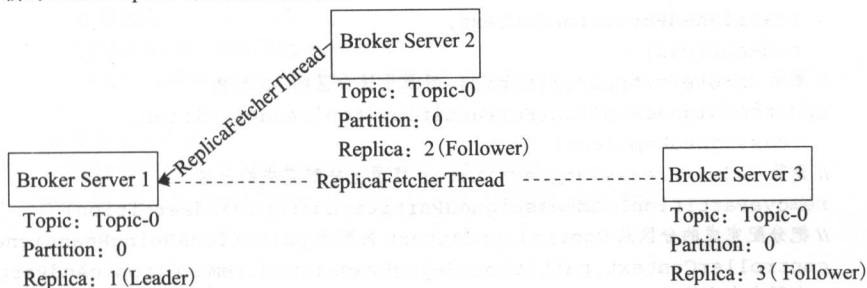 Broker Server 2
ReplicaFetcherThread
Topic: Topic-0
Partition: 0
Replica: 2(Follower)
Broker Server 1
ReplicaFetcherThread
Broker Server 3
Topic: Topic-0
Partition: 0
Replica: 1(Leader)
Topic: Topic-0
Partition: 0
Replica: 3(Follower)